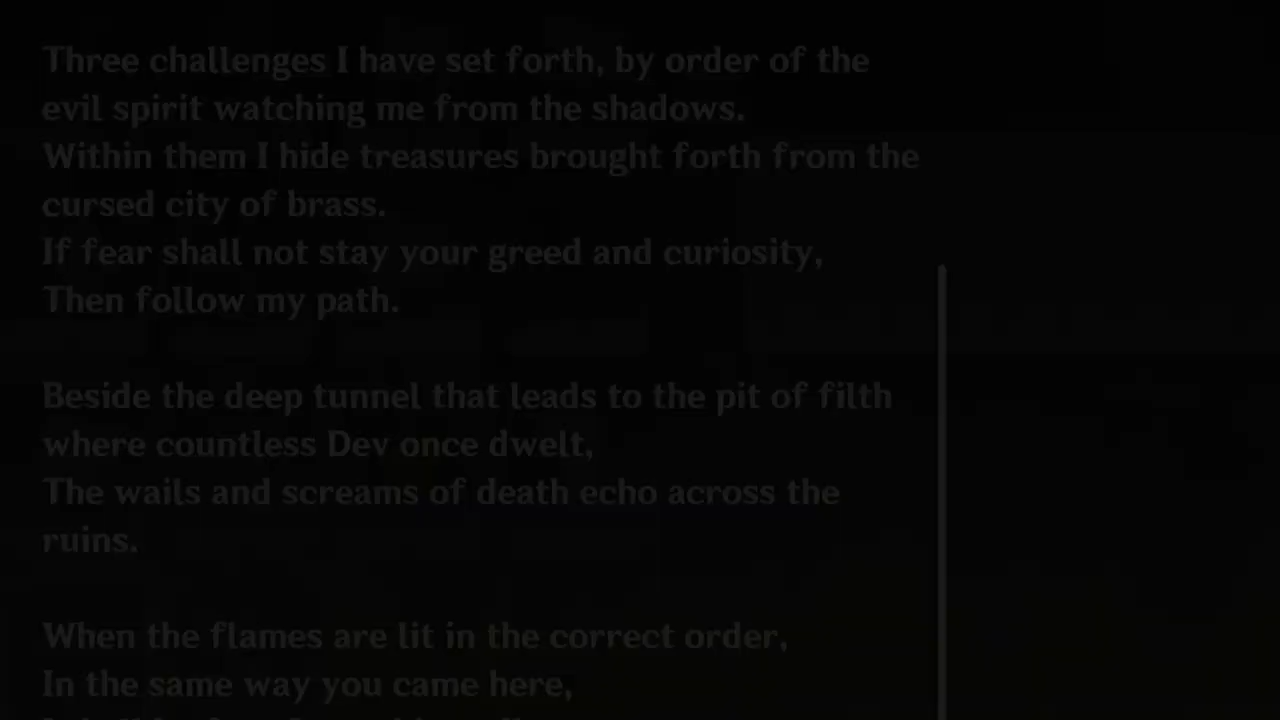 Three challenges I have set forth, by order of the
evil spirit watching me from the shadows.
Within them I hide treasures brought forth from the
cursed city of brass.
If fear shall not stay your greed and curiosity,
Then follow my path.
Beside the deep tunnel that leads to the pit of filth
where countless Dev once dwelt,
The wails and screams of death echo across the
ruins.
When the flames are lit in the correct order,
In the same way you came here,